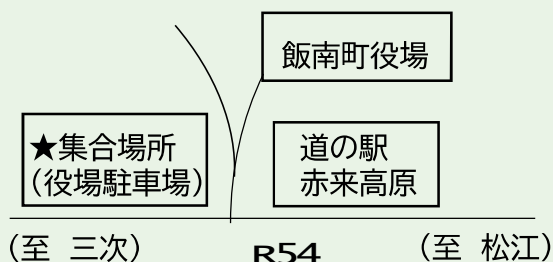 飯南町役場
★集合場所
（役場駐車場）
道の駅
赤来高原
（至 三次）
R54
（至 松江）